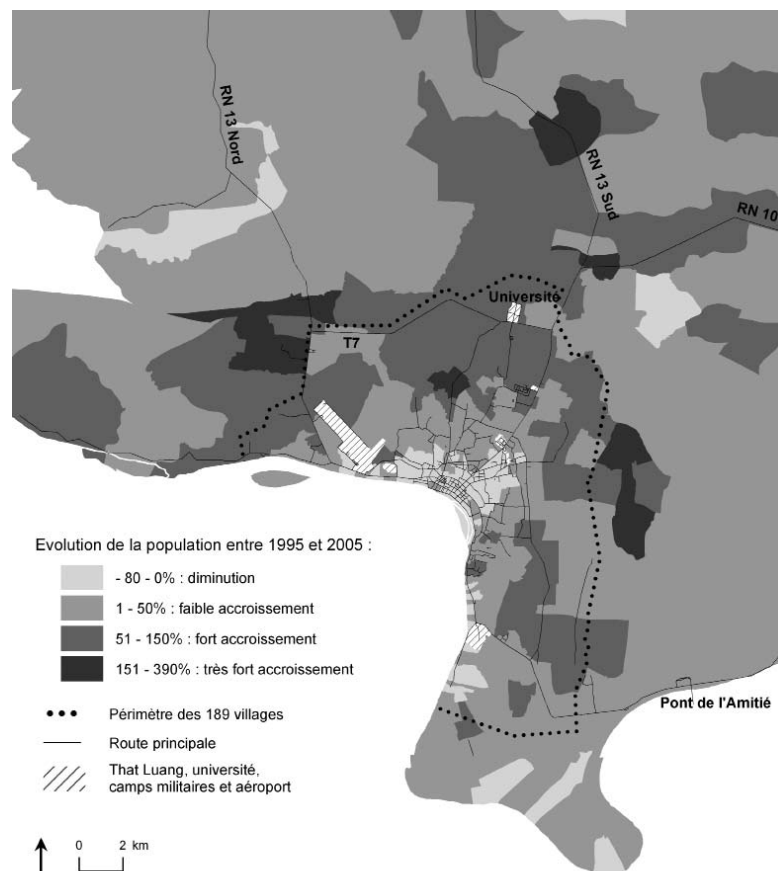 RN 13 Nord
RN 13 Sud
RN 10
Université
T7
Evolution de la population entre 1995 et 2005 :
- 80 - 0% : diminution
1 - 50% : faible accroissement
51 - 150% : fort accroissement
151 - 390% : très fort accroissement
Périmètre des 189 villages
Route principale
That Luang, université,
camps militaires et aéroport
Pont de l'Amitié
0 2 km